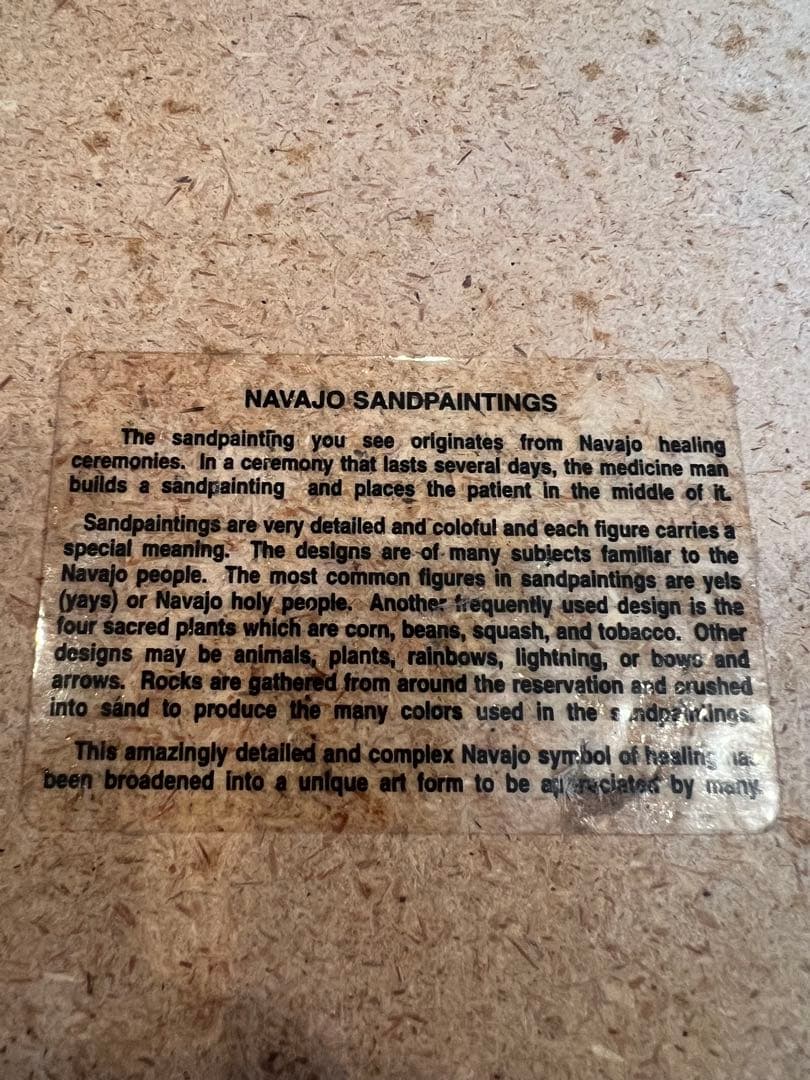 NAVAJO SANDPAINTINGS
The sandpainting you see originates from Navajo healing
ceremonies. In a ceremony that lasts several days, the medicine man
builds a sandpainting and places the patient in the middle of it.
Sandpaintings are very detailed and coloful and each figure carries a
special meaning. The designs are of many subjects familiar to the
Navajo people. The most common figures in sandpaintings are yeis
(yays) or Navajo holy people. Another frequently used design is the
four sacred plants which are corn, beans, squash, and tobacco. Other
designs may be animals, plants, rainbows, lightning, or bows and
arrows. Rocks are gathered from around the reservation and crushed
into sand to produce the many colors used in the sandpaintings.
This amazingly detailed and complex Navajo symbol of healing has
been broadened into a unique art form to be appreciated by many.